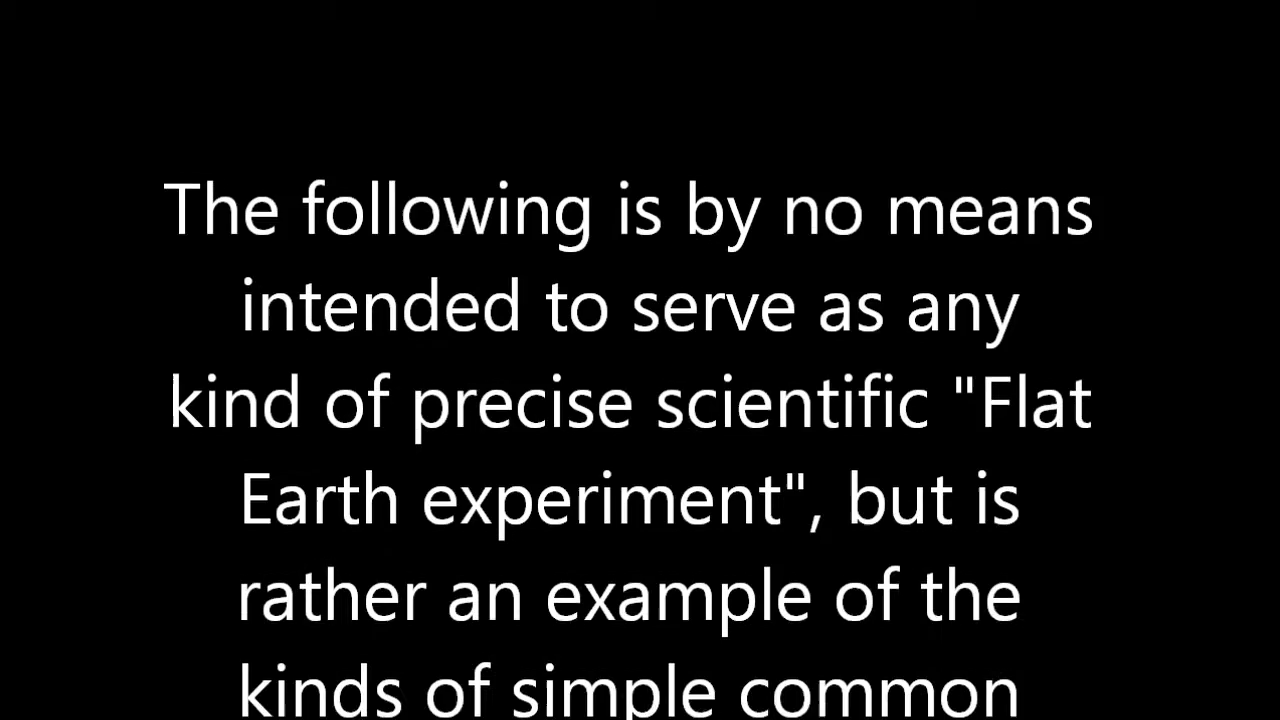 The following is by no means
intended to serve as any
kind of precise scientific "Flat
Earth experiment", but is
rather an example of the
kinds of simple common